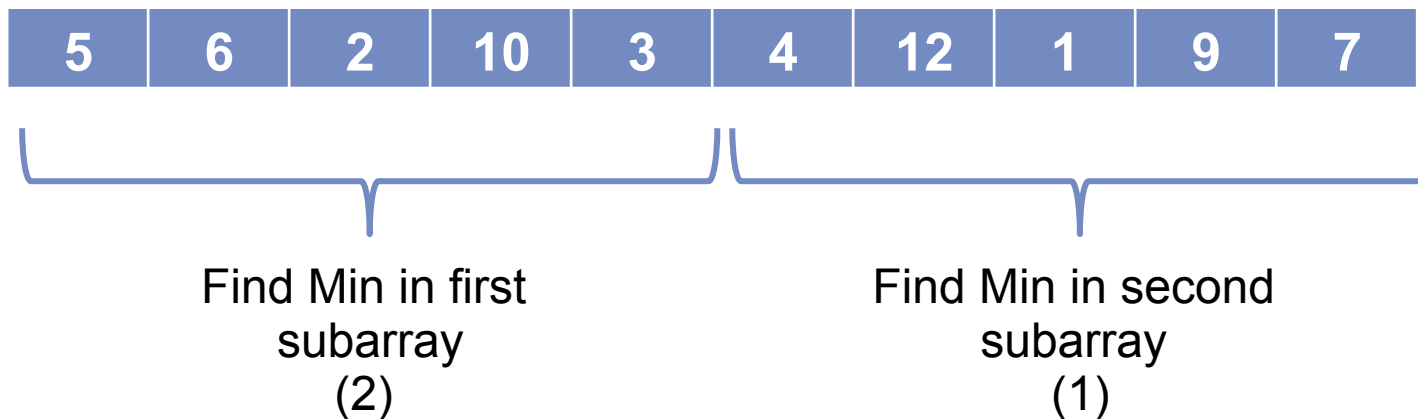 5 6 2 10 3 4 12 1 9 7
Find Min in first
subarray
(2)
Find Min in second
subarray
(1)